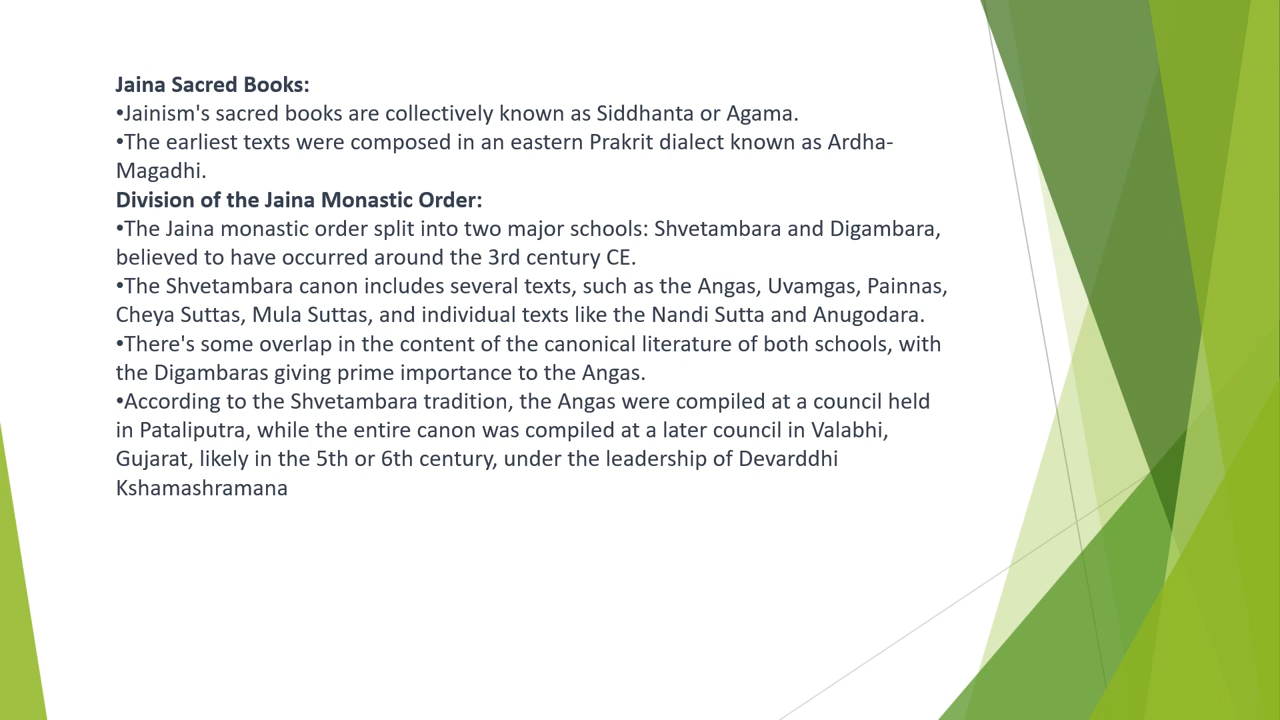 Jaina Sacred Books:
•Jainism's sacred books are collectively known as Siddhanta or Agama.
•The earliest texts were composed in an eastern Prakrit dialect known as Ardha-
Magadhi.
Division of the Jaina Monastic Order:
•The Jaina monastic order split into two major schools: Shvetambara and Digambara,
believed to have occurred around the 3rd century CE.
•The Shvetambara canon includes several texts, such as the Angas, Uvamgas, Painnas,
Cheya Suttas, Mula Suttas, and individual texts like the Nandi Sutta and Anugodara.
•There's some overlap in the content of the canonical literature of both schools, with
the Digambaras giving prime importance to the Angas.
•According to the Shvetambara tradition, the Angas were compiled at a council held
in Pataliputra, while the entire canon was compiled at a later council in Valabhi,
Gujarat, likely in the 5th or 6th century, under the leadership of Devarddhi
Kshamashramana